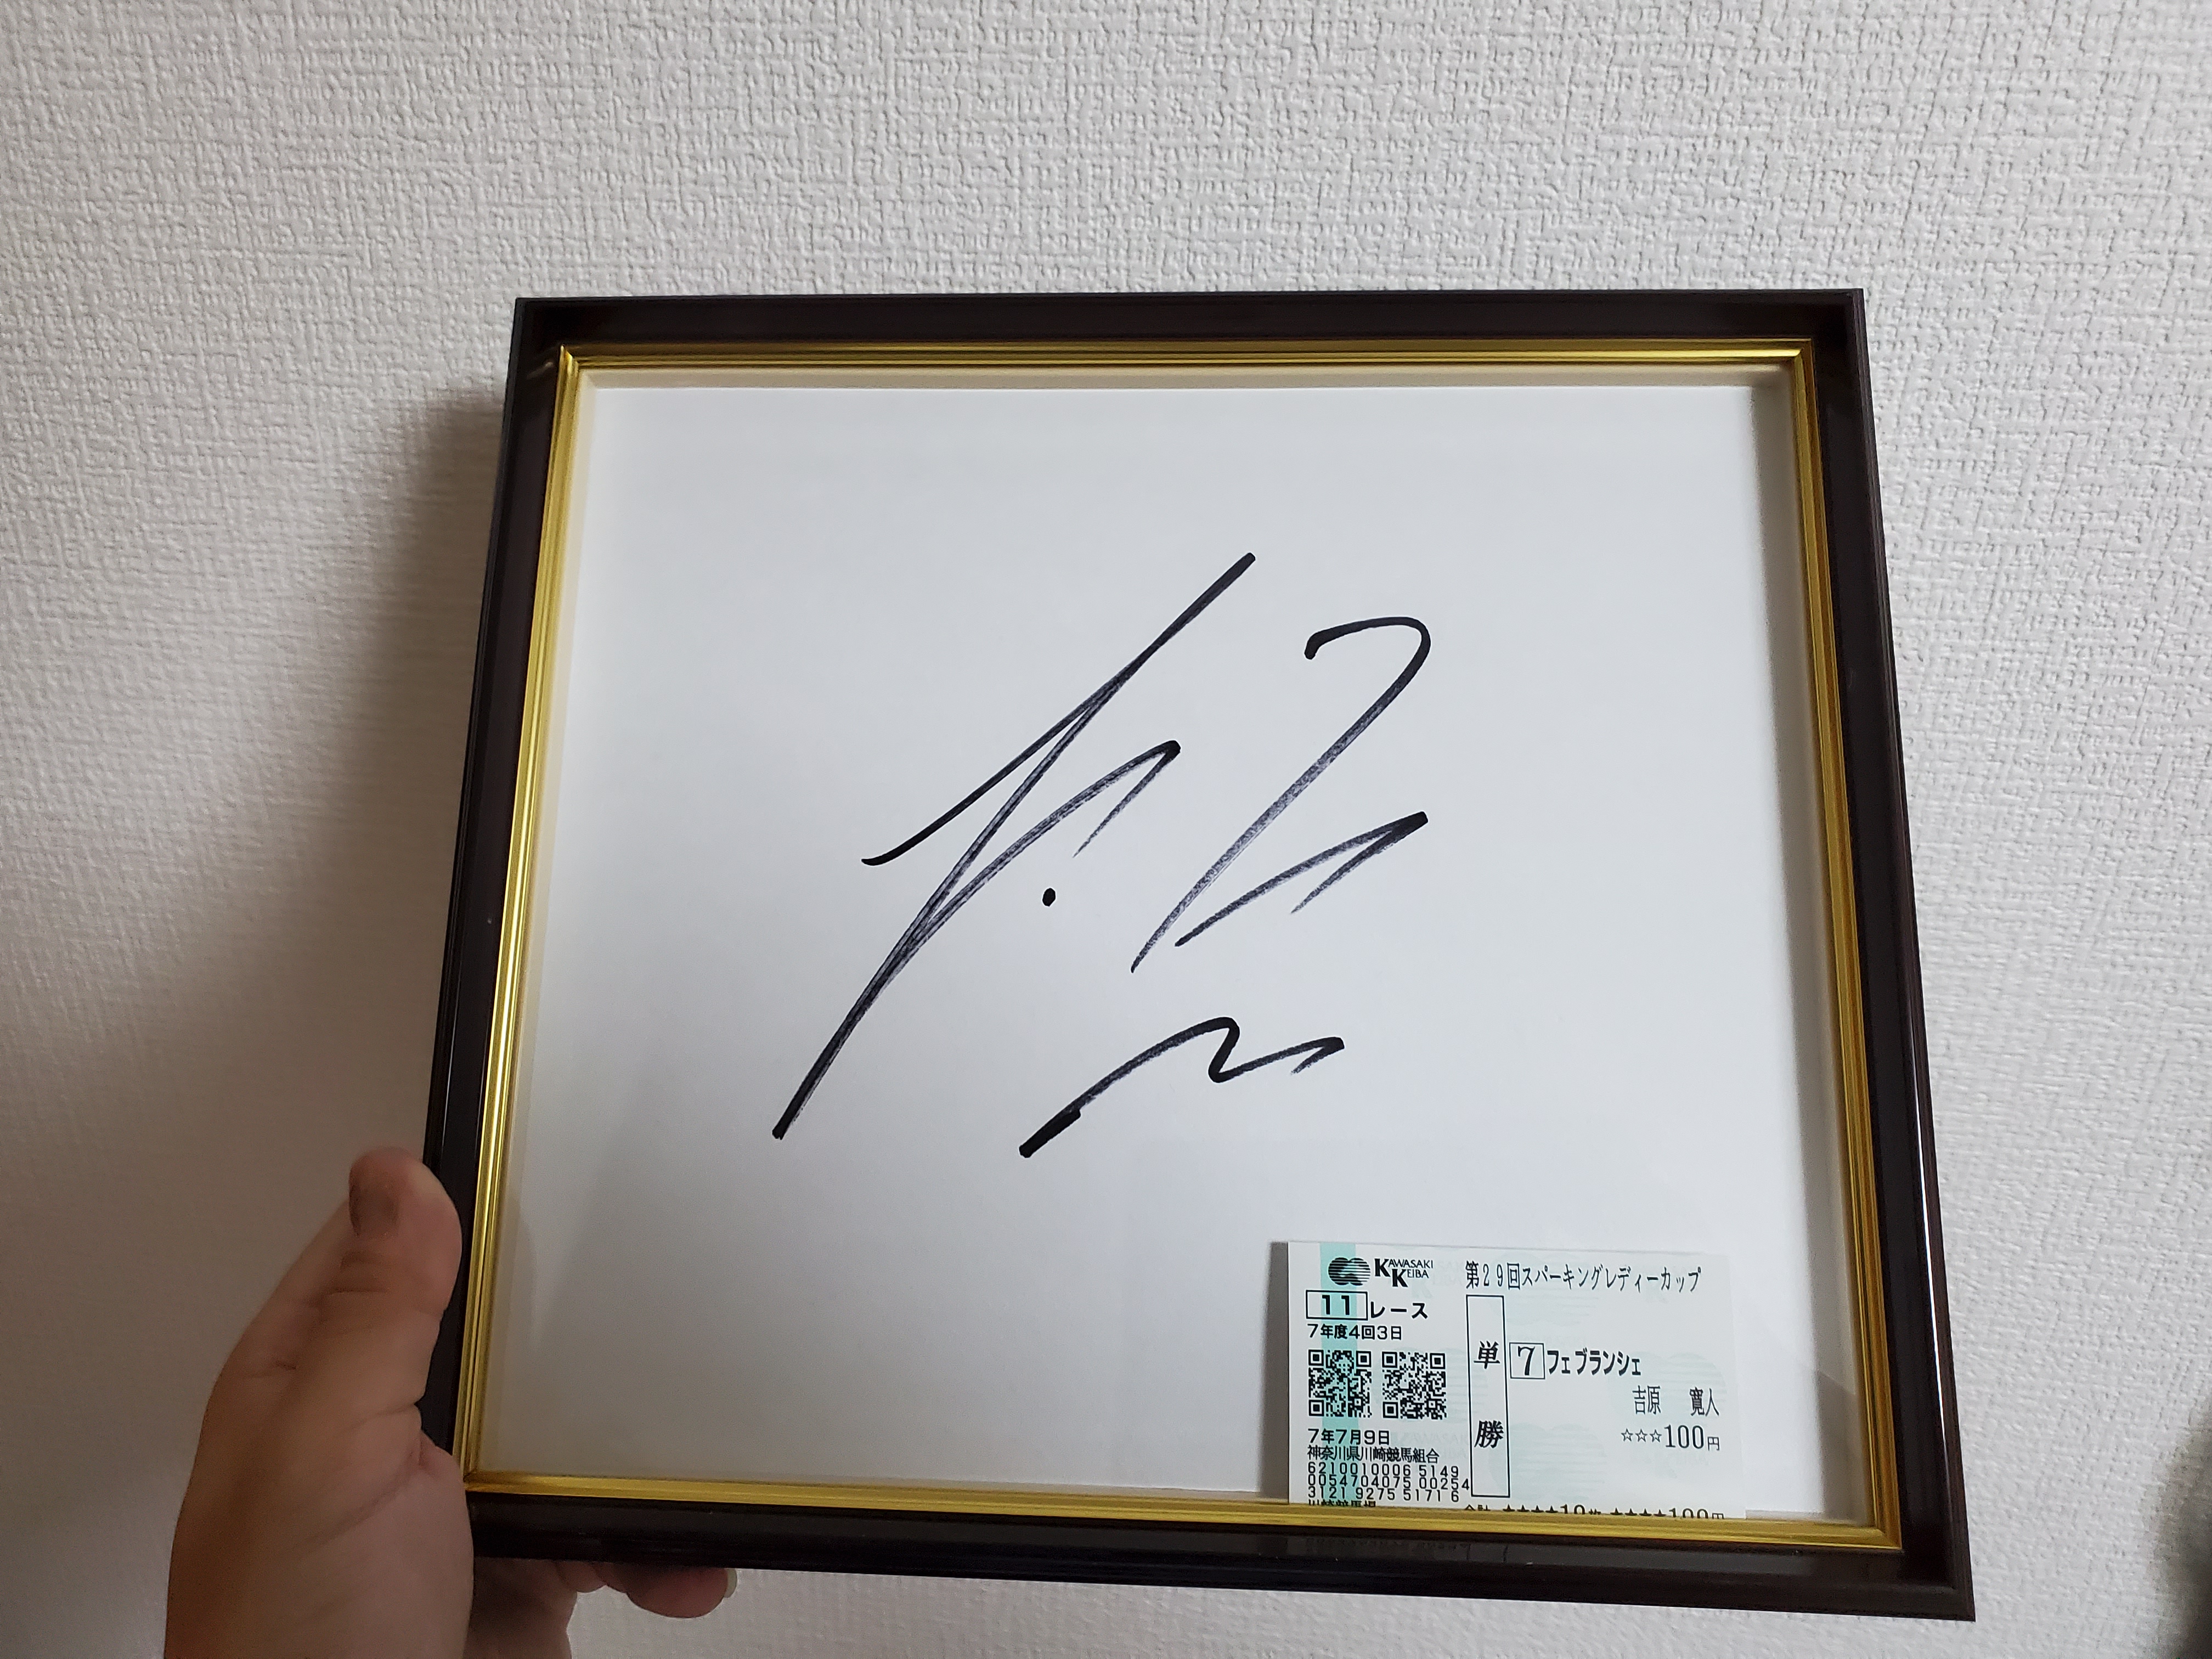 KAWASAKI KEIBA
第29回スパーキングレディーカップ
11レース
7年度4回3日
単勝
7 フェブランシェ
吉原 寛人
☆☆☆100円
7年7月9日
神奈川県川崎競馬組合
6210010006 5149
0054704075 00254
3121 9275 5171 6